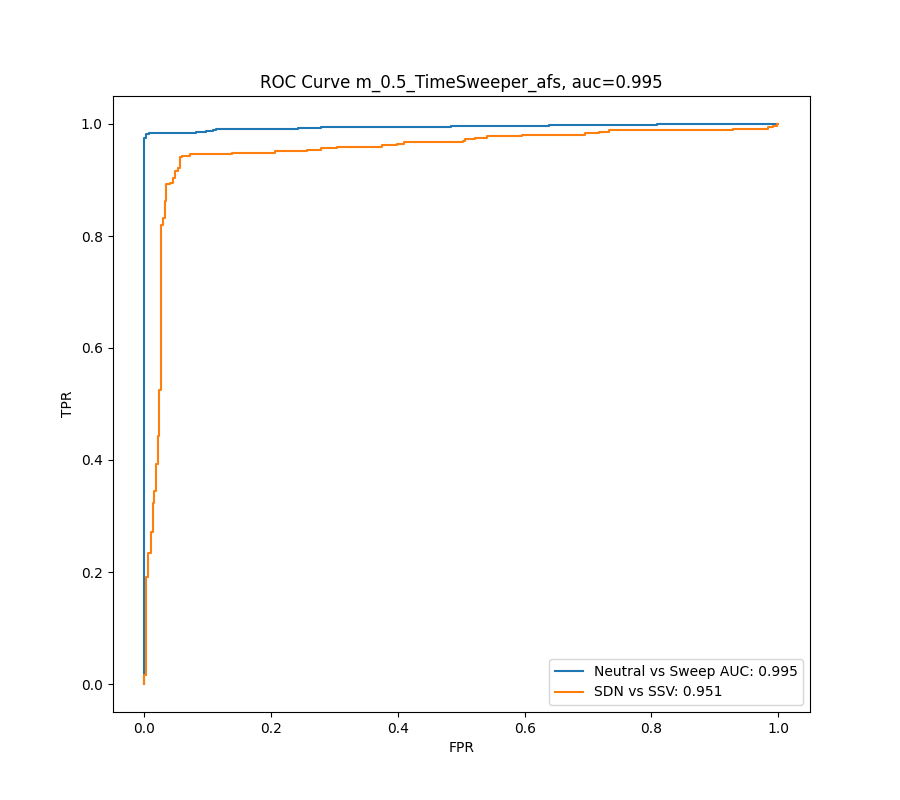 ROC Curve m_0.5_TimeSweeper_afs, auc=0.995
1.0
0.8
0.6
0.4
0.2
0.0
TPR
0.0 0.2 0.4 0.6 0.8 1.0
FPR
Neutral vs Sweep AUC: 0.995
SDN vs SSV: 0.951